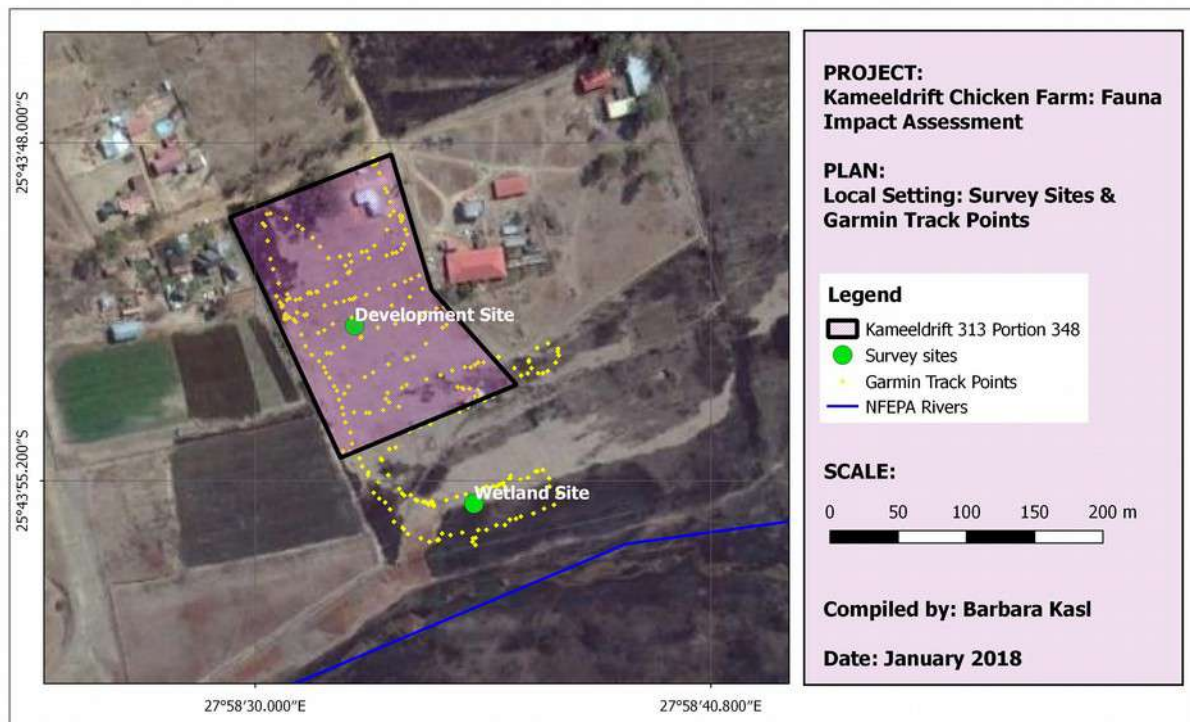 25°43′48.000″S
25°43′55.200″S
Development Site
Wetland Site
27°58′30.000″E
27°58′40.800″E
PROJECT:
Kameeldrift Chicken Farm: Fauna
Impact Assessment
PLAN:
Local Setting: Survey Sites &
Garmin Track Points
Legend
Kameeldrift 313 Portion 348
Survey sites
Garmin Track Points
NFEPA Rivers
SCALE:
0 50 100 150 200 m
Compiled by: Barbara Kasl
Date: January 2018